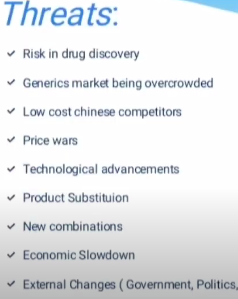 Threats:
✓ Risk in drug discovery
✓ Generics market being overcrowded
✓ Low cost chinese competitors
✓ Price wars
✓ Technological advancements
✓ Product Substituion
✓ New combinations
✓ Economic Slowdown
✓ External Changes ( Government, Politics,